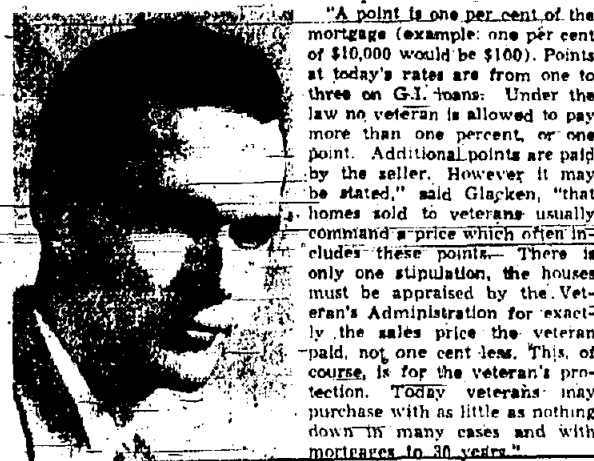 "A point is one per cent of the
mortgage (example: one per cent
of $10,000 would be $100). Points
at today's rates are from one to
three on G.I. loans. Under the
law no veteran is allowed to pay
more than one percent, or one
point. Additional points are paid
by the seller. However it may
be stated," said Glacken, "that
homes sold to veterans usually
command a price which often in-
cludes these points. There is
only one stipulation, the houses
must be appraised by the Vet-
eran's Administration for exact-
ly the sales price the veteran
paid, not one cent less. This, of
course, is for the veteran's pro-
tection. Today veterans may
purchase with as little as nothing
down in many cases and with
mortgages to 30 years."